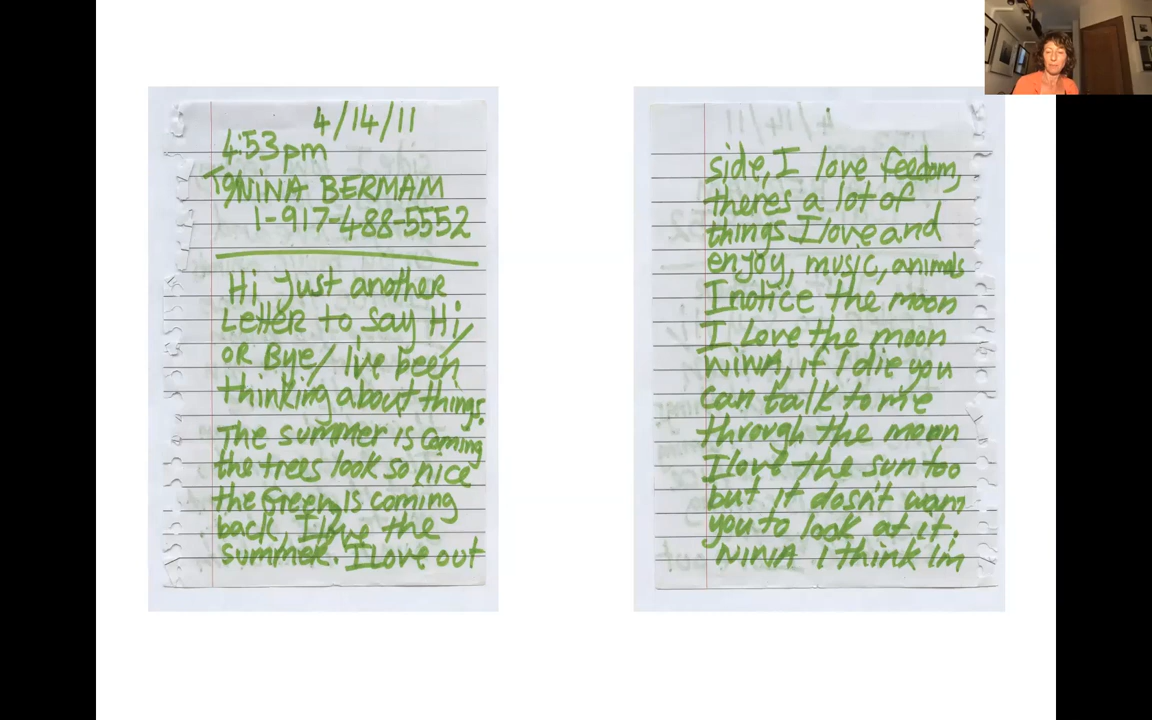 4/14/11
4:53pm
To, NINA BERMAM
1-917-488-5552
Hi, Just another
LETTER to say Hi/
OR Bye/ I've been
thinking about things.
The summer is coming
the trees look so nice
the Green is coming
back I love the
summer. I Love out
side, I love feedom,
theres a lot of
things I love and
enjoy, music, animals
I notice the moon
I Love the moon
NINA, if I die you
can talk to me
through the moon
I love the sun too
but it dosn't want
you to look at it.
NINA I think I'm